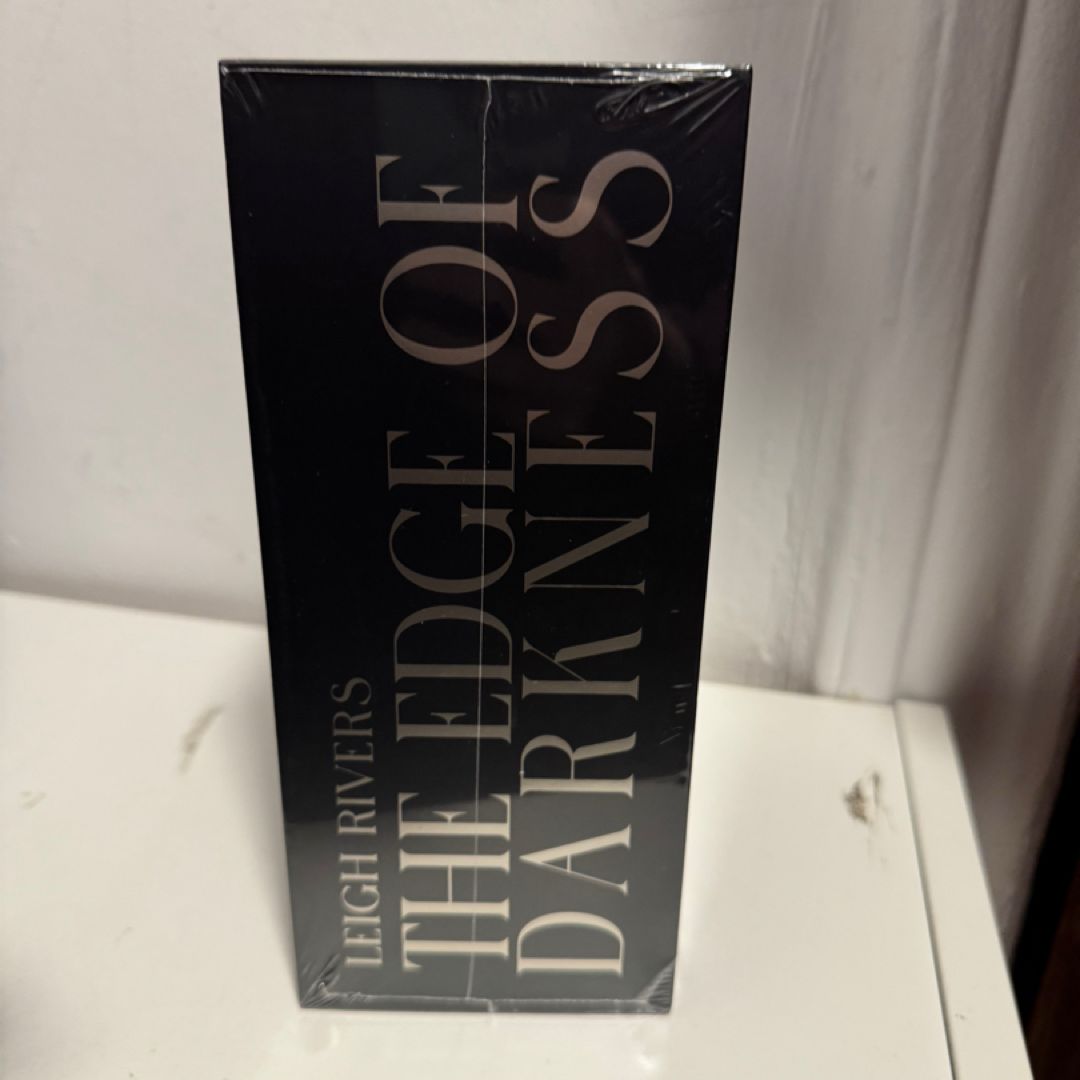 LEIGH RIVERS
THE EDGE OF
DARKNESS